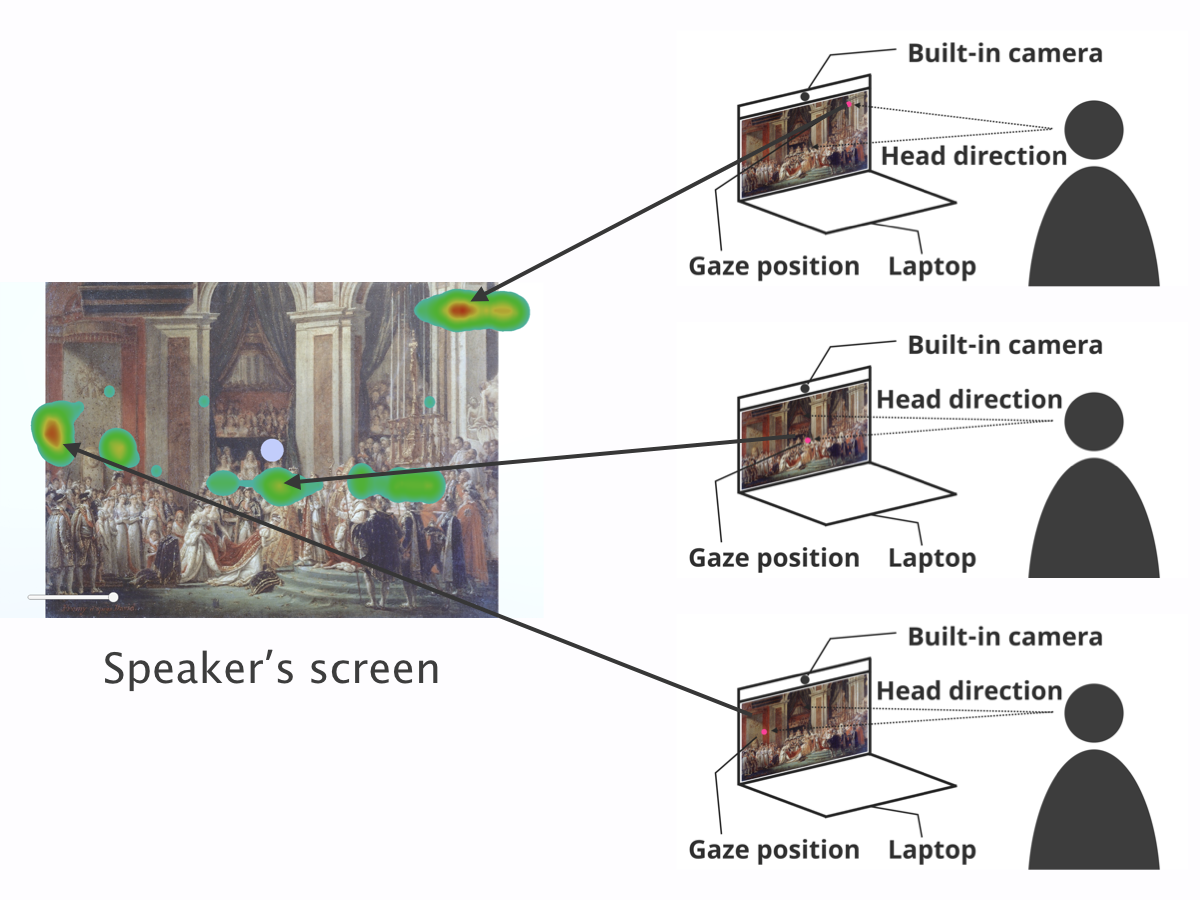 Built-in camera
Head direction
Gaze position
Laptop
Built-in camera
Head direction
Gaze position
Laptop
Speaker’s screen
Built-in camera
Head direction
Gaze position
Laptop